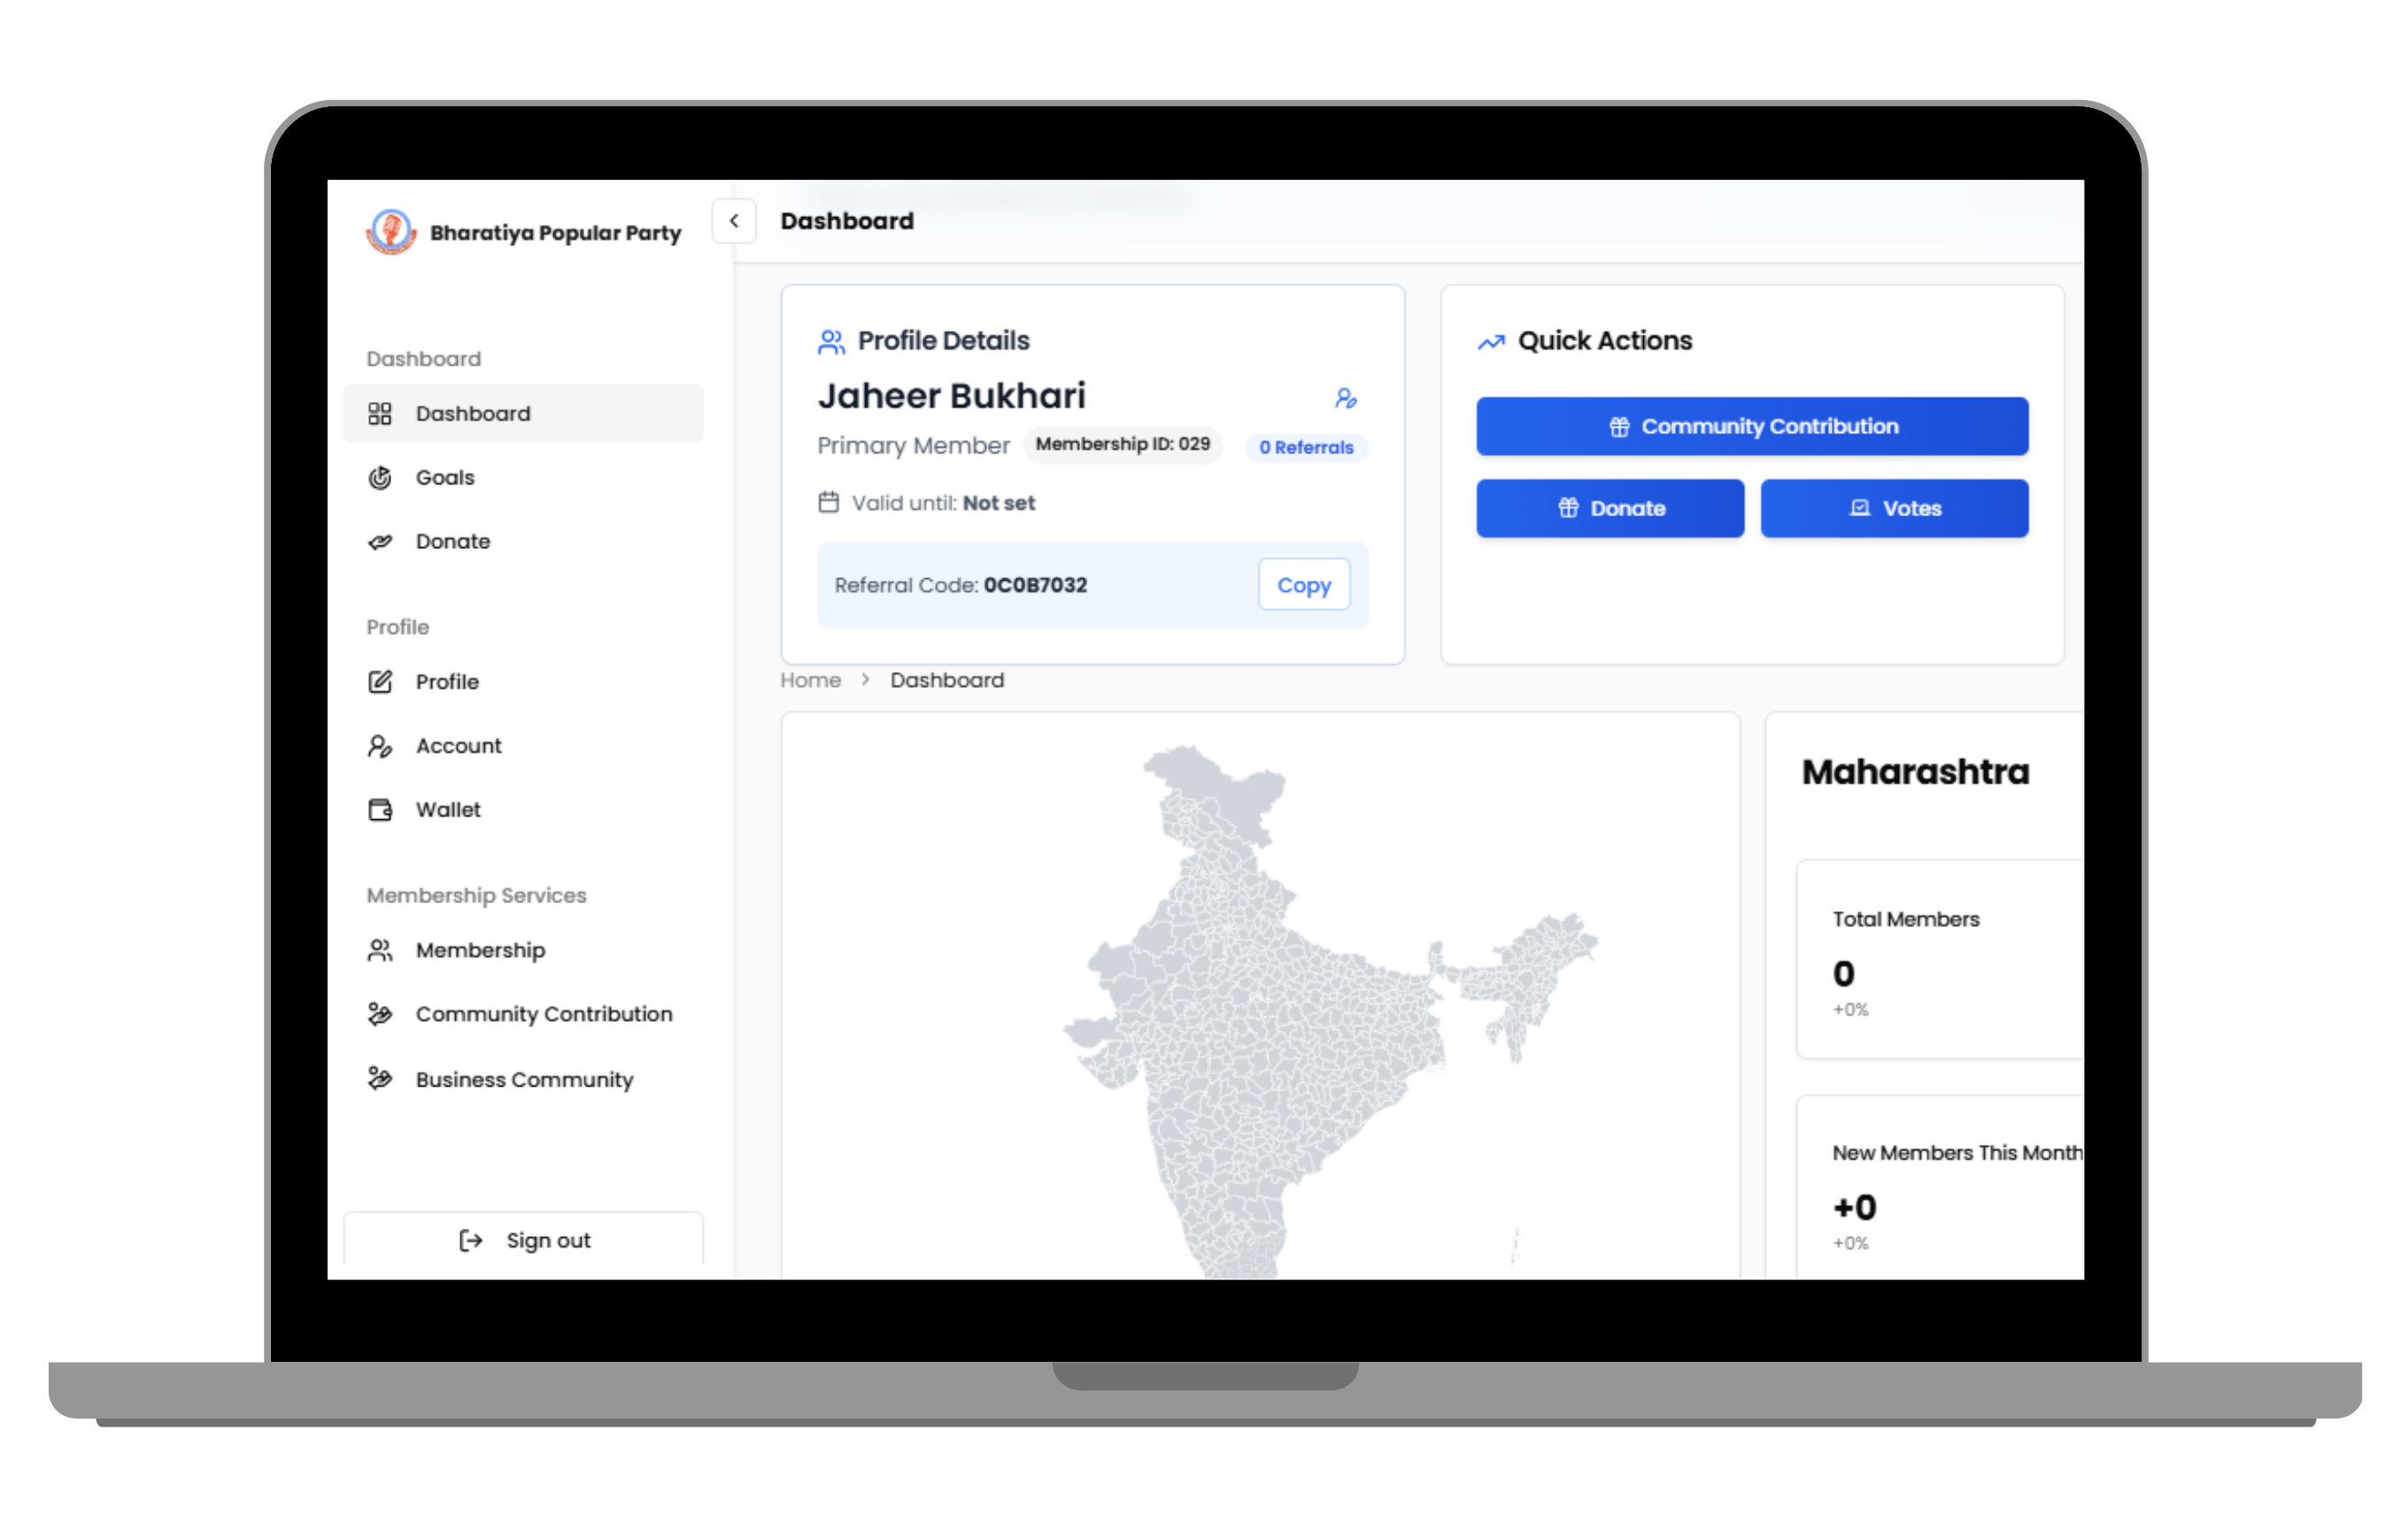 Bharatiya Popular Party
Dashboard
Dashboard
Goals
Donate
Profile
Profile
Account
Wallet
Membership Services
Membership
Community Contribution
Business Community
Sign out
Dashboard
Profile Details
Jaheer Bukhari
Primary Member Membership ID: 029 0 Referrals
Valid until: Not set
Referral Code: 0C0B7032 Copy
Quick Actions
Community Contribution
Donate Votes
Home > Dashboard
Maharashtra
Total Members
0
+0%
New Members This Month
+0
+0%